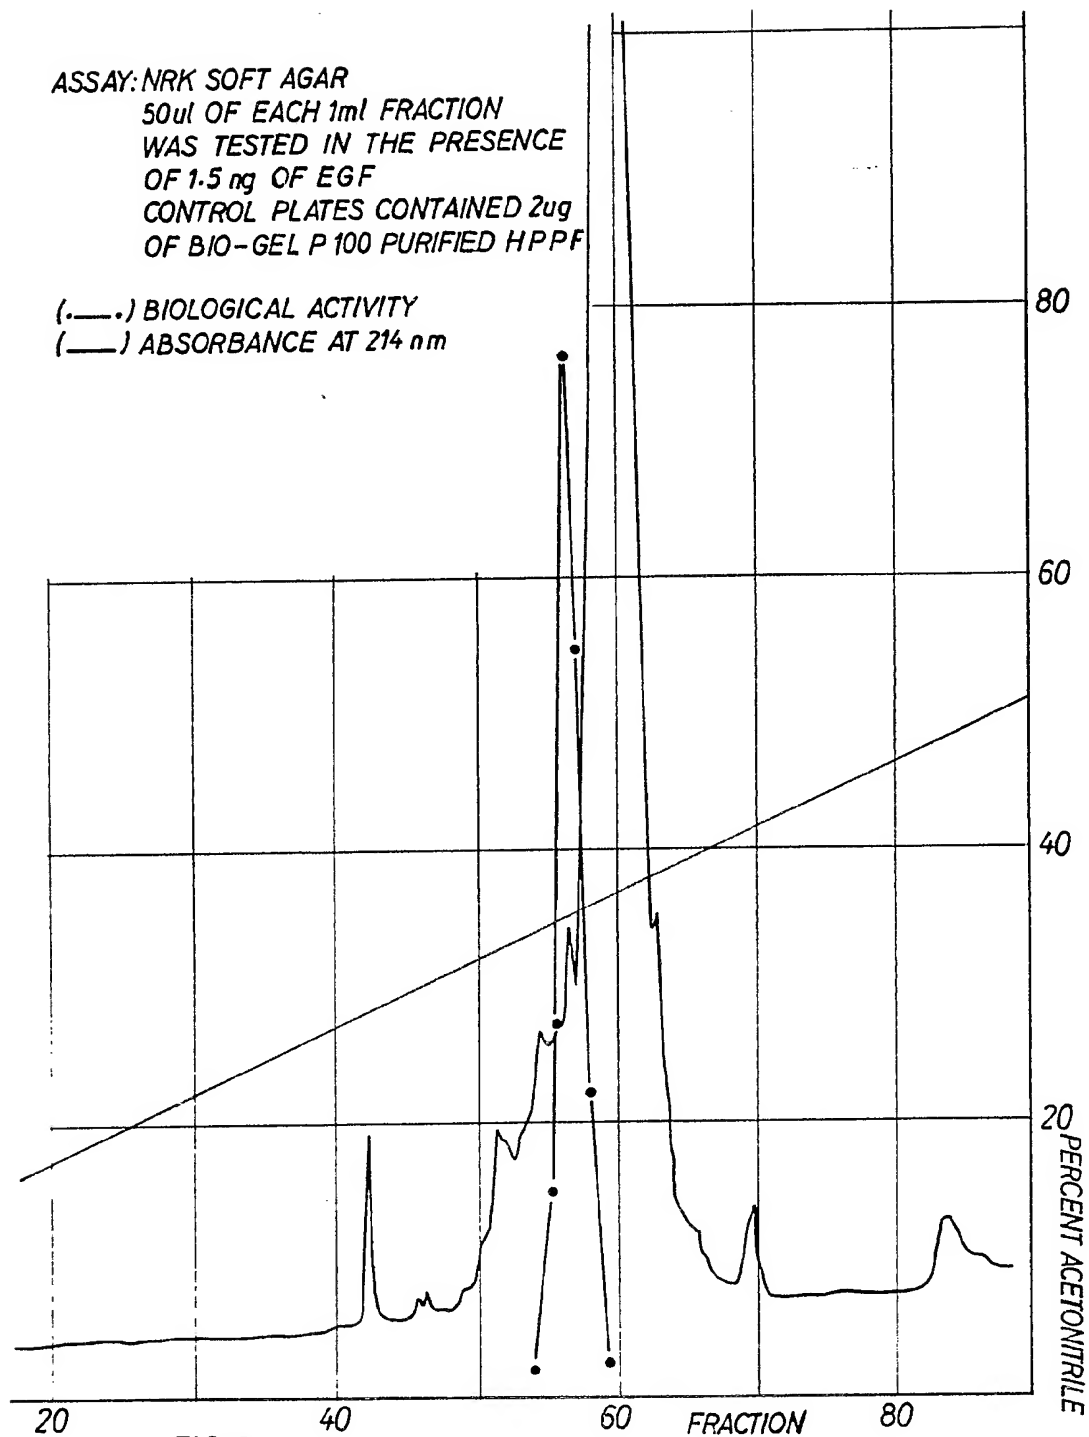 ASSAY: NRK SOFT AGAR
50ul OF EACH 1ml FRACTION
WAS TESTED IN THE PRESENCE
OF 1.5 ng OF EGF
CONTROL PLATES CONTAINED 2ug
OF BIO-GEL P 100 PURIFIED HPPF
(.__.) BIOLOGICAL ACTIVITY
(__) ABSORBANCE AT 214 nm
80
60
40
20
PERCENT ACETONITRILE
20
40
60
FRACTION
80